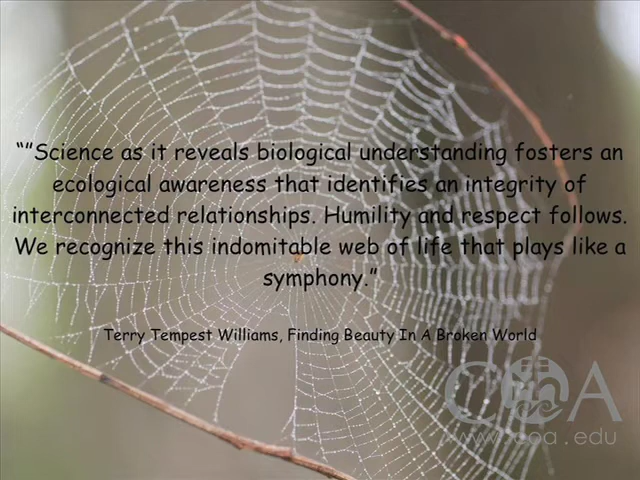 “”Science as it reveals biological understanding fosters an
ecological awareness that identifies an integrity of
interconnected relationships. Humility and respect follows.
We recognize this indomitable web of life that plays like a
symphony.”
Terry Tempest Williams, Finding Beauty In A Broken World
COA
www.coa.edu